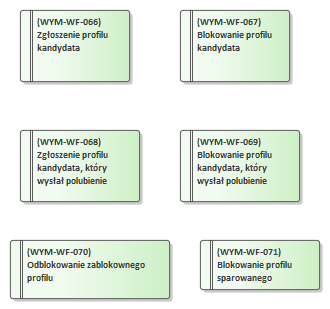 (WYM-WF-066)
Zgłoszenie profilu
kandydata
(WYM-WF-067)
Blokowanie profilu
kandydata
(WYM-WF-068)
Zgłoszenie profilu
kandydata, który
wysłał polubienie
(WYM-WF-069)
Blokowanie profilu
kandydata, który
wysłał polubienie
(WYM-WF-070)
Odblokowanie zablokownego
profilu
(WYM-WF-071)
Blokowanie profilu
sparowanego